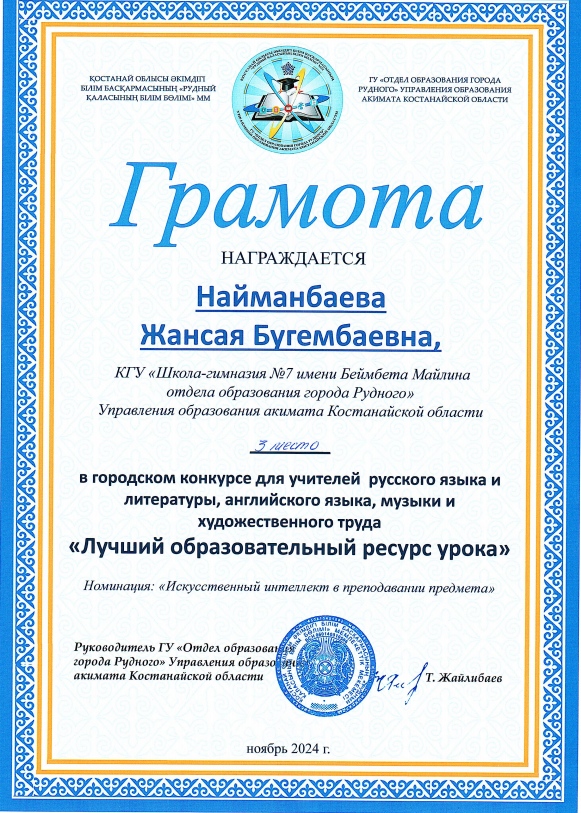 ҚОСТАНАЙ ОБЛЫСЫ ӘКІМДІГІ
БІЛІМ БАСҚАРМАСЫНЫҢ «РУДНЫЙ
ҚАЛАСЫНЫҢ БІЛІМ БӨЛІМІ» ММ
ГУ «ОТДЕЛ ОБРАЗОВАНИЯ ГОРОДА
РУДНОГО» УПРАВЛЕНИЯ ОБРАЗОВАНИЯ
АКИМАТА КОСТАНАЙСКОЙ ОБЛАСТИ
Грамота
НАГРАЖДАЕТСЯ
Найманбаева
Жансая Бугембаевна,
КГУ «Школа-гимназия №7 имени Беймбета Майлина
отдела образования города Рудного»
Управления образования акимата Костанайской области
3 место
в городском конкурсе для учителей русского языка и
литературы, английского языка, музыки и
художественного труда
«Лучший образовательный ресурс урока»
Номинация: «Искусственный интеллект в преподавании предмета»
Руководитель ГУ «Отдел образования
города Рудного» Управления образования
акимата Костанайской области
Т. Жайлибаев
ноябрь 2024 г.